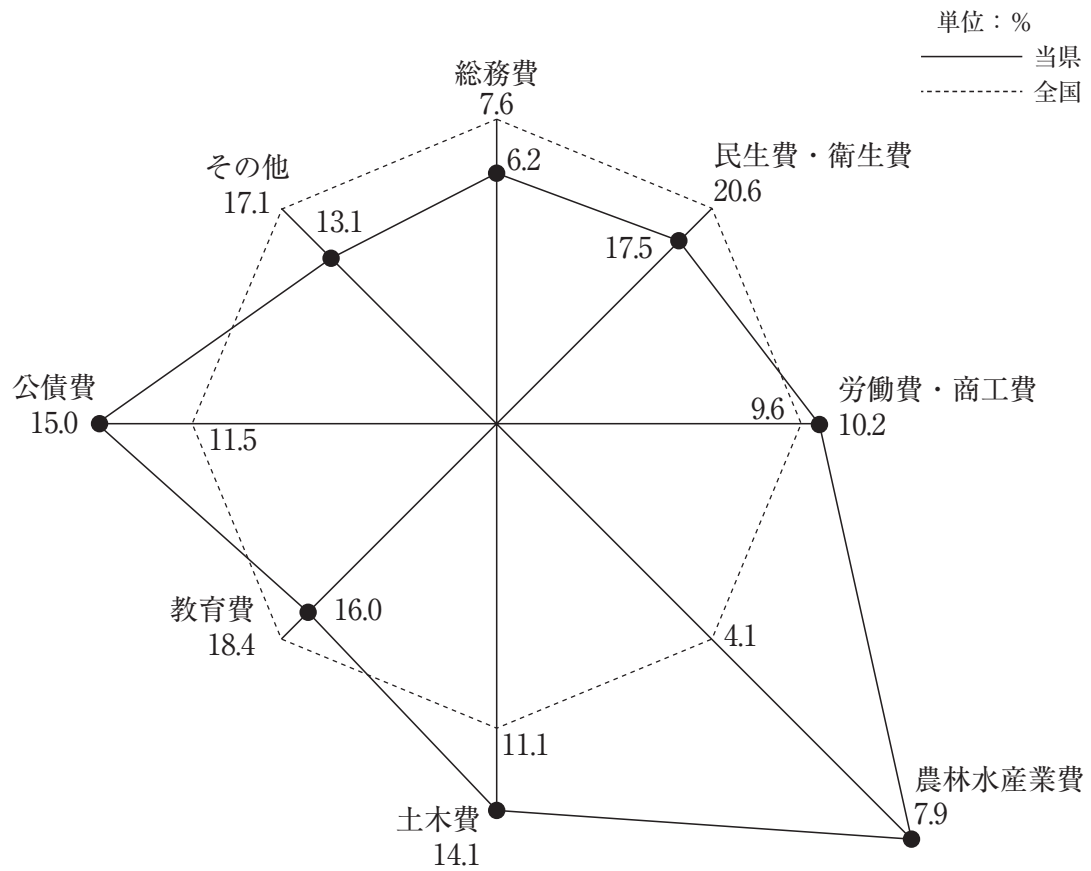 単位：%
当県
全国
総務費
7.6
6.2
民生費・衛生費
20.6
17.5
労働費・商工費
9.6
10.2
4.1
農林水産業費
7.9
11.1
土木費
14.1
教育費
18.4
16.0
公債費
15.0
11.5
その他
17.1
13.1